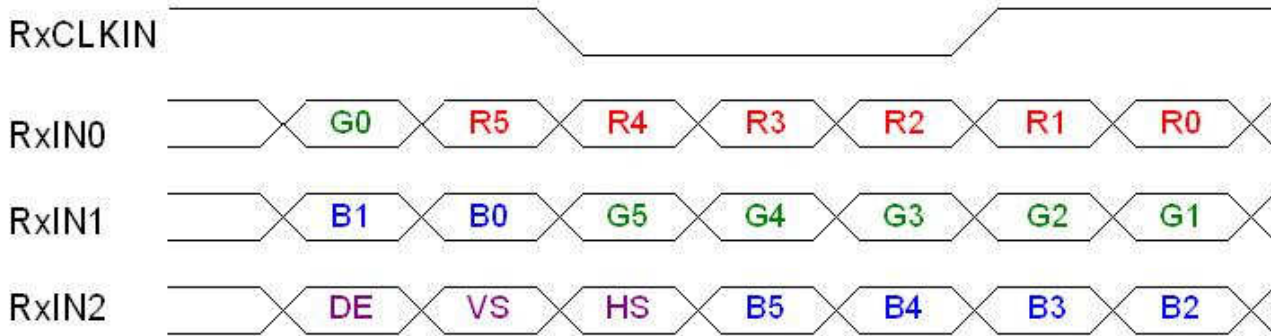 RxCLKIN
RxIN0 G0 R5 R4 R3 R2 R1 R0
RxIN1 B1 B0 G5 G4 G3 G2 G1
RxIN2 DE VS HS B5 B4 B3 B2